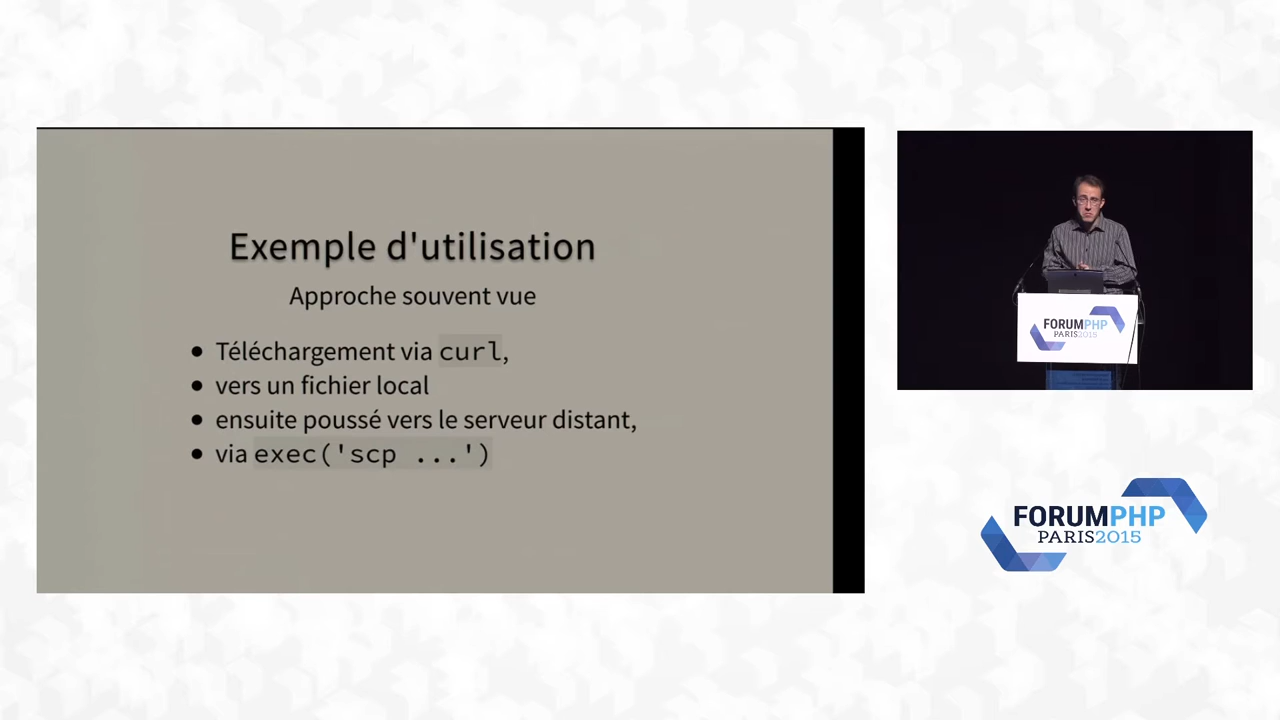 Exemple d'utilisation
Approche souvent vue
Téléchargement via curl,
vers un fichier local
ensuite poussé vers le serveur distant,
via exec('scp ...')
FORUMPHP
PARIS2015
FORUMPHP
PARIS2015